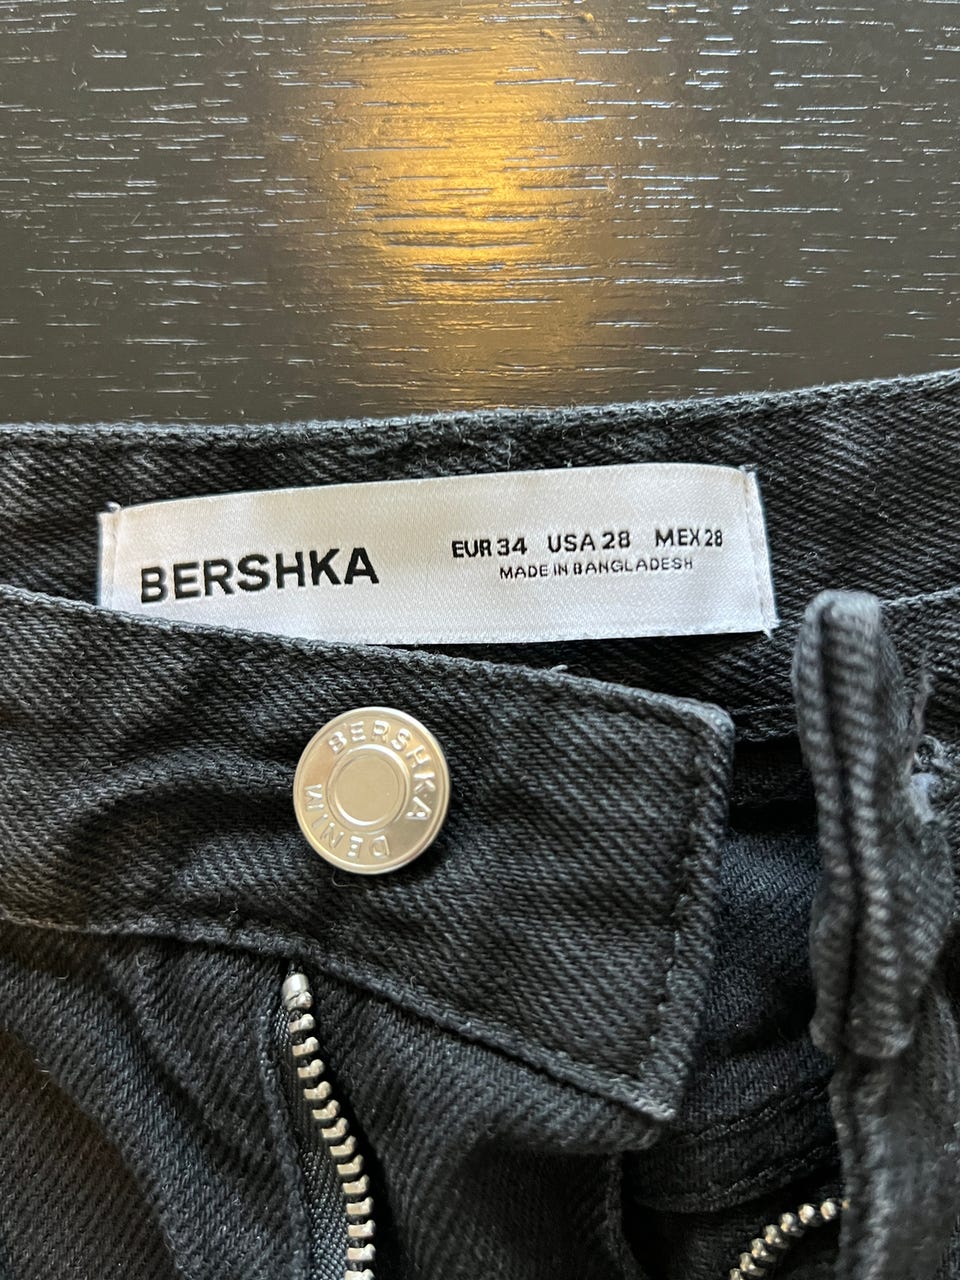 BERSHKA
EUR 34 USA 28 MEX 28
MADE IN BANGLADESH
BERSHKA
DENIM